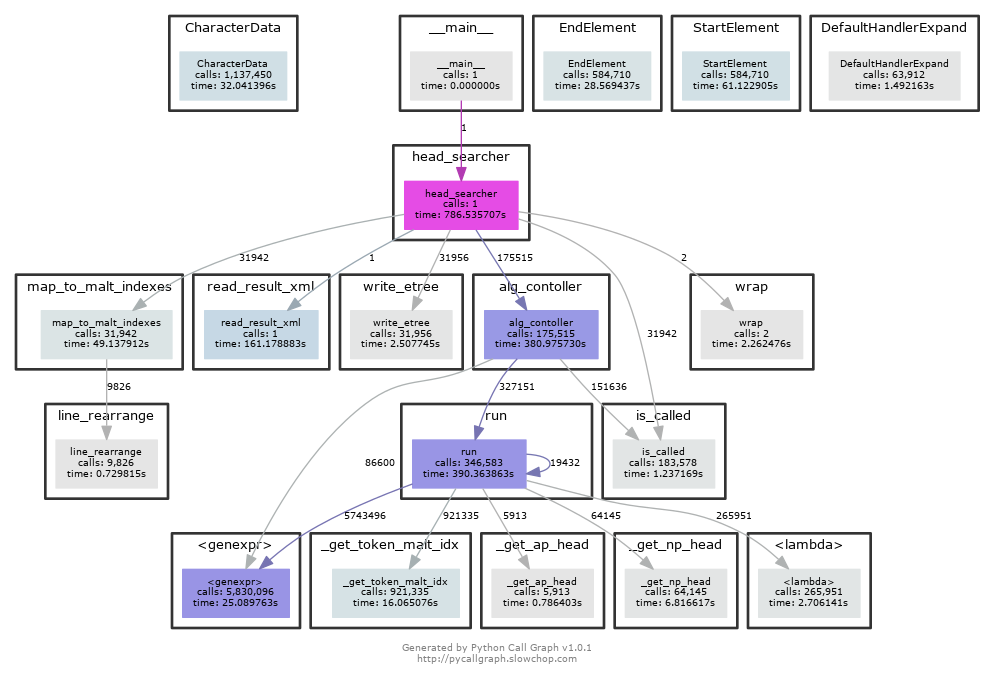 CharacterData
CharacterData
calls: 1,137,450
time: 32.041396s
__main__
__main__
calls: 1
time: 0.000000s
EndElement
EndElement
calls: 584,710
time: 28.569437s
StartElement
StartElement
calls: 584,710
time: 61.122905s
DefaultHandlerExpand
DefaultHandlerExpand
calls: 63,912
time: 1.492163s
1
head_searcher
head_searcher
calls: 1
time: 786.535707s
31942
1
31956
175515
2
map_to_malt_indexes
map_to_malt_indexes
calls: 31,942
time: 49.137912s
read_result_xml
read_result_xml
calls: 1
time: 161.178883s
write_etree
write_etree
calls: 31,956
time: 2.507745s
alg_contoller
alg_contoller
calls: 175,515
time: 380.975730s
31942
wrap
wrap
calls: 2
time: 2.262476s
9826
327151
151636
line_rearrange
line_rearrange
calls: 9,826
time: 0.729815s
86600
run
run
calls: 346,583
time: 390.363863s
19432
is_called
is_called
calls: 183,578
time: 1.237169s
5743496
921335
5913
64145
265951
<genexpr>
<genexpr>
calls: 5,830,096
time: 25.089763s
_get_token_malt_idx
_get_token_malt_idx
calls: 921,335
time: 16.065076s
_get_ap_head
_get_ap_head
calls: 5,913
time: 0.786403s
_get_np_head
_get_np_head
calls: 64,145
time: 6.816617s
<lambda>
<lambda>
calls: 265,951
time: 2.706141s
Generated by Python Call Graph v1.0.1
http://pycallgraph.slowchop.com